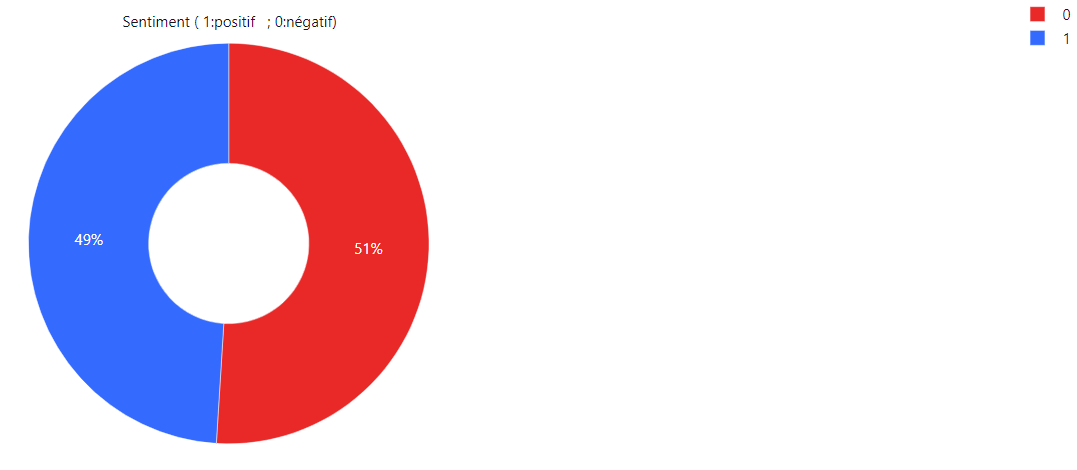 Sentiment ( 1:positif   ; 0:négatif)
0
1
49%
51%